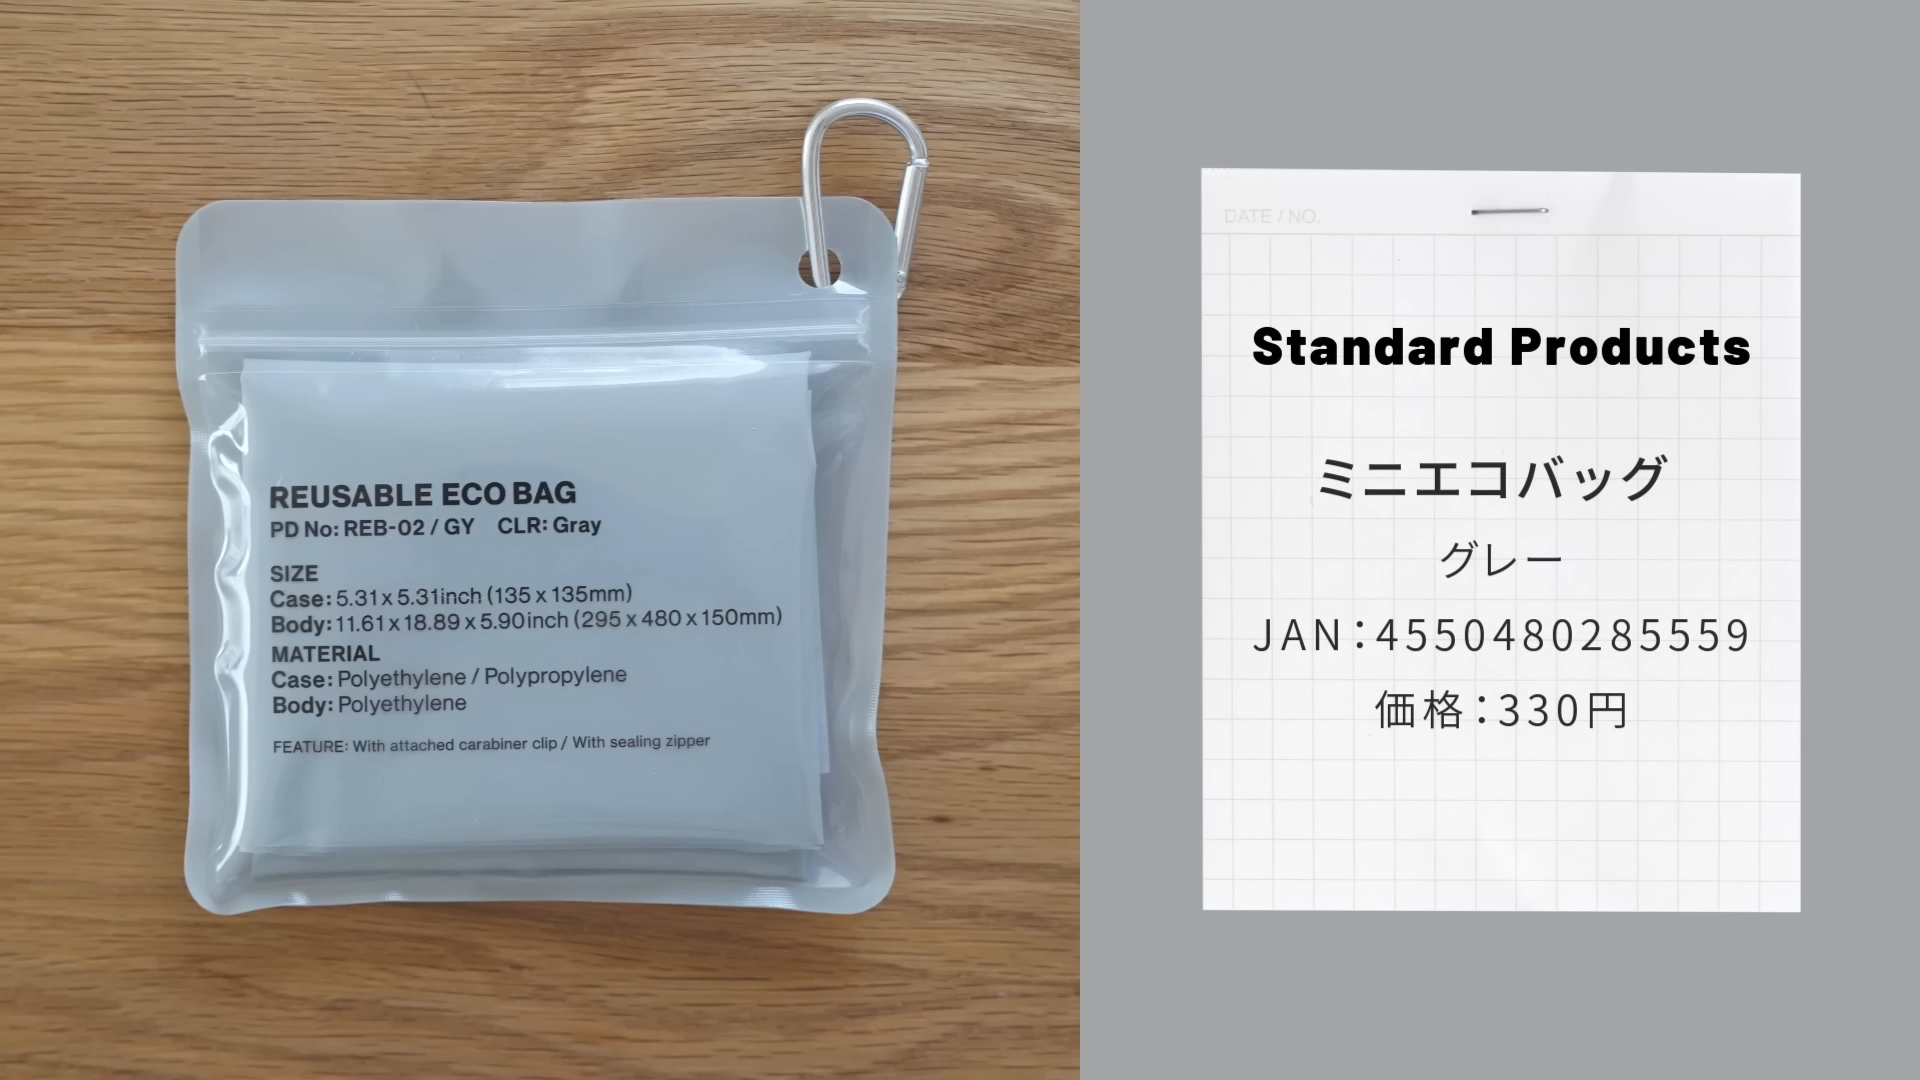 REUSABLE ECO BAG
PD No: REB-02 / GY CLR: Gray
SIZE
Case: 5.31 x 5.31inch (135 x 135mm)
Body: 11.61 x 18.89 x 5.90inch (295 x 480 x 150mm)
MATERIAL
Case: Polyethylene / Polypropylene
Body: Polyethylene
FEATURE: With attached carabiner clip / With sealing zipper
DATE / NO.
Standard Products
ミニエコバッグ
グレー
JAN：4550480285559
価格：330円